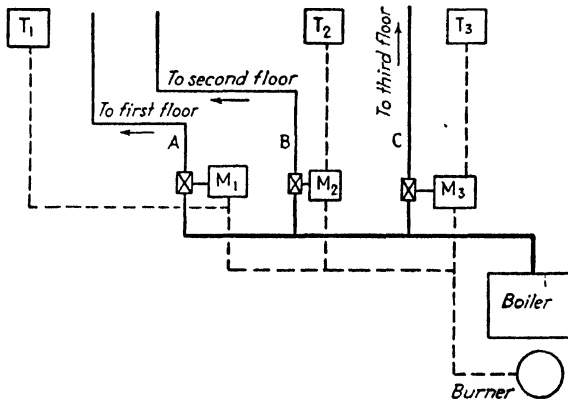 T1
T2
T3
To second floor
To third floor
To first floor
A
B
C
M1
M2
M3
Boiler
Burner